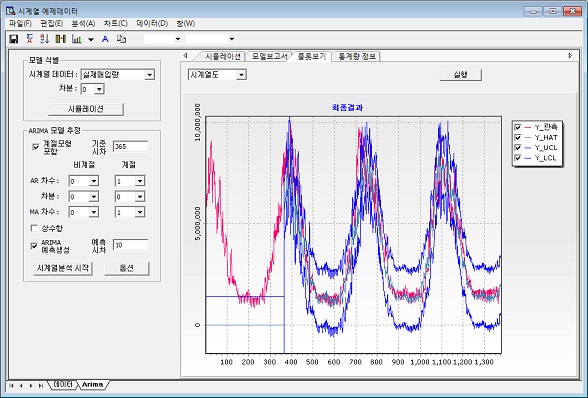 시계열 예제데이터
파일(F) 편집(E) 분석(A) 차트(C) 데이터(D) 창(W)
시뮬레이션 모델보고서 플롯보기 통계량 정보
모델 식별
시계열 데이터 : 실제매입량
차분 : 0
시뮬레이션
ARIMA 모델 추정
계절모형 포함 기준 시차 365
비계절 계절
AR 차수 : 0 1
차분 : 0 0
MA 차수 : 0 1
상수항
ARIMA 예측생성 예측 시차 10
시계열분석 시작 옵션
시계열도 실행
최종결과
10,000,000
5,000,000
0
100 200 300 400 500 600 700 800 900 1,000 1,100 1,200 1,300
Y_관측
Y_HAT
Y_UCL
Y_LCL
데이터 Arima